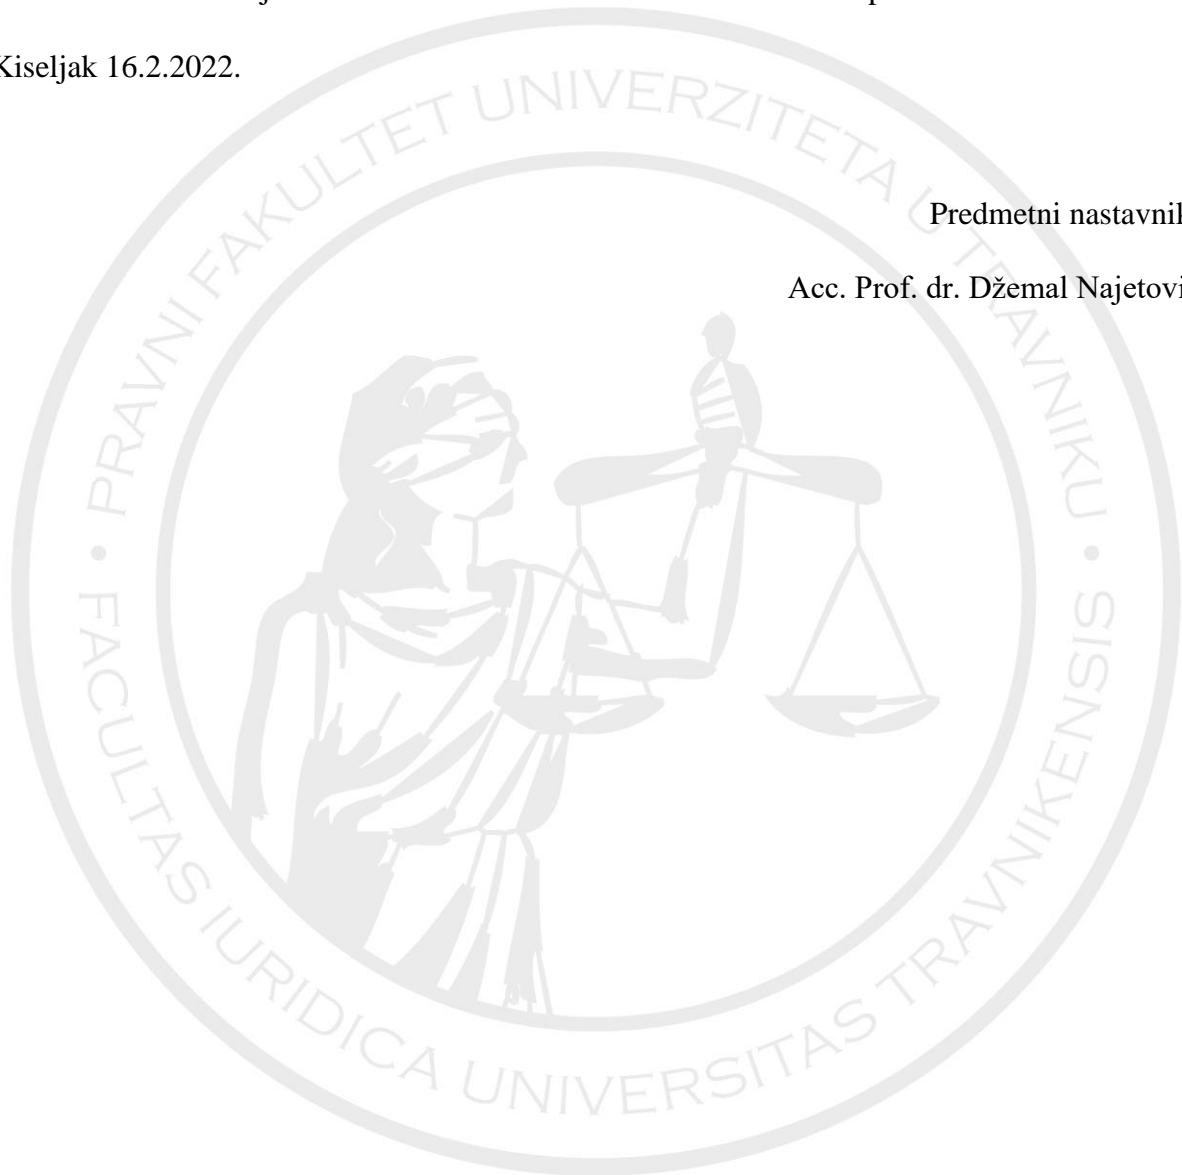 Kiseljak 16.2.2022.
Predmetni nastavnik
Acc. Prof. dr. Džemal Najetovi
• PRAVNI FAKULTET UNIVERZITETA U TRAVNIKU •
FACULTAS IURIDICA UNIVERSITAS TRAVNIKENSIS